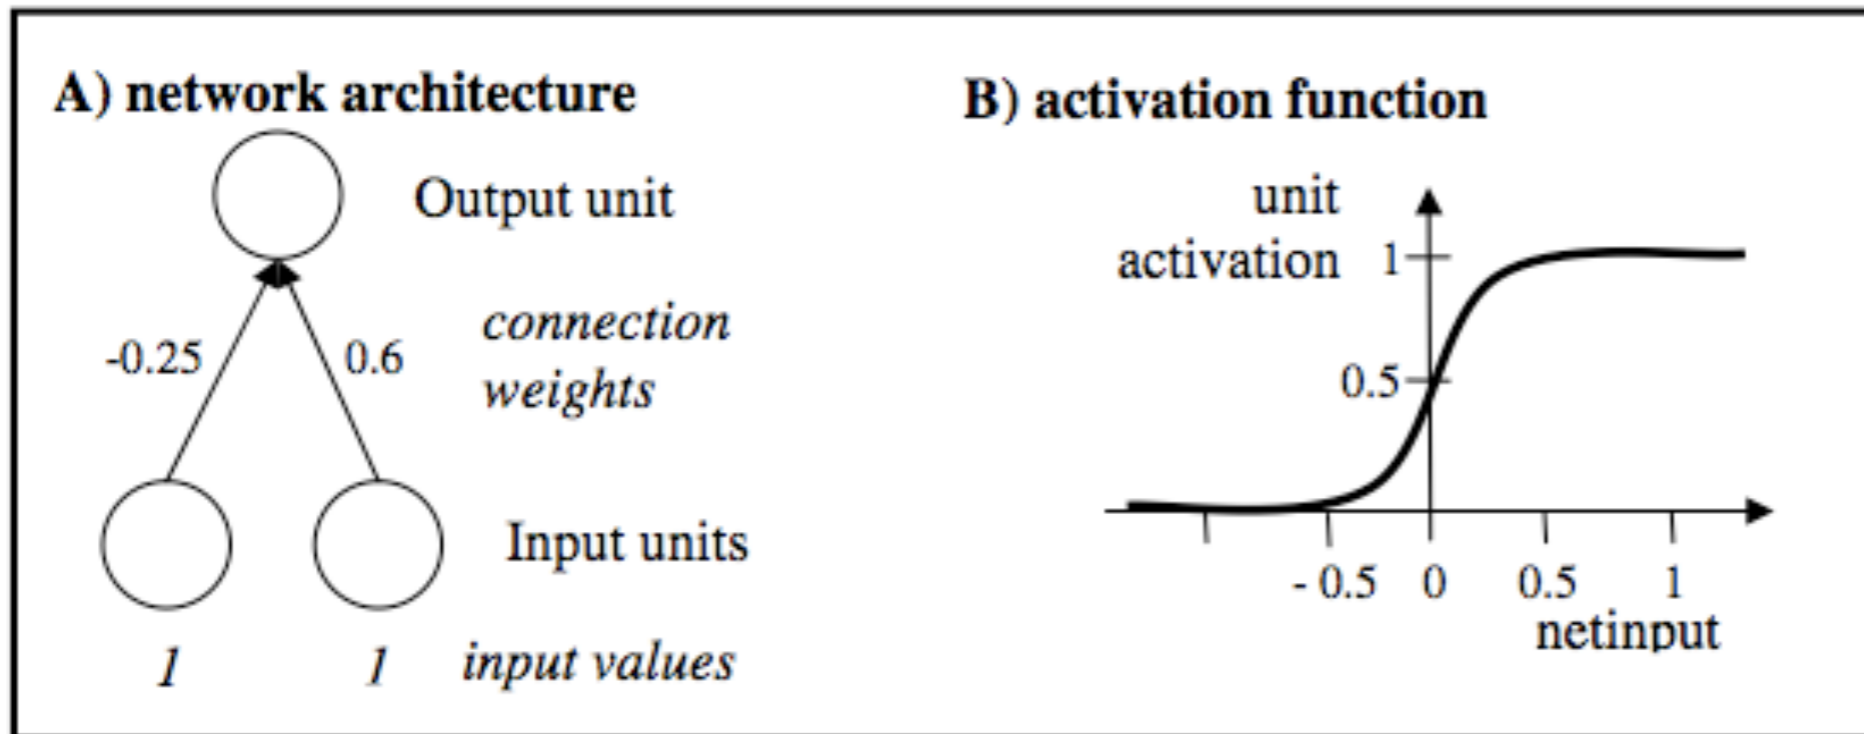 A) network architecture
Output unit
-0.25
0.6
connection
weights
Input units
1
1
input values
B) activation function
unit
activation
1
0.5
- 0.5
0
0.5
1
netinput